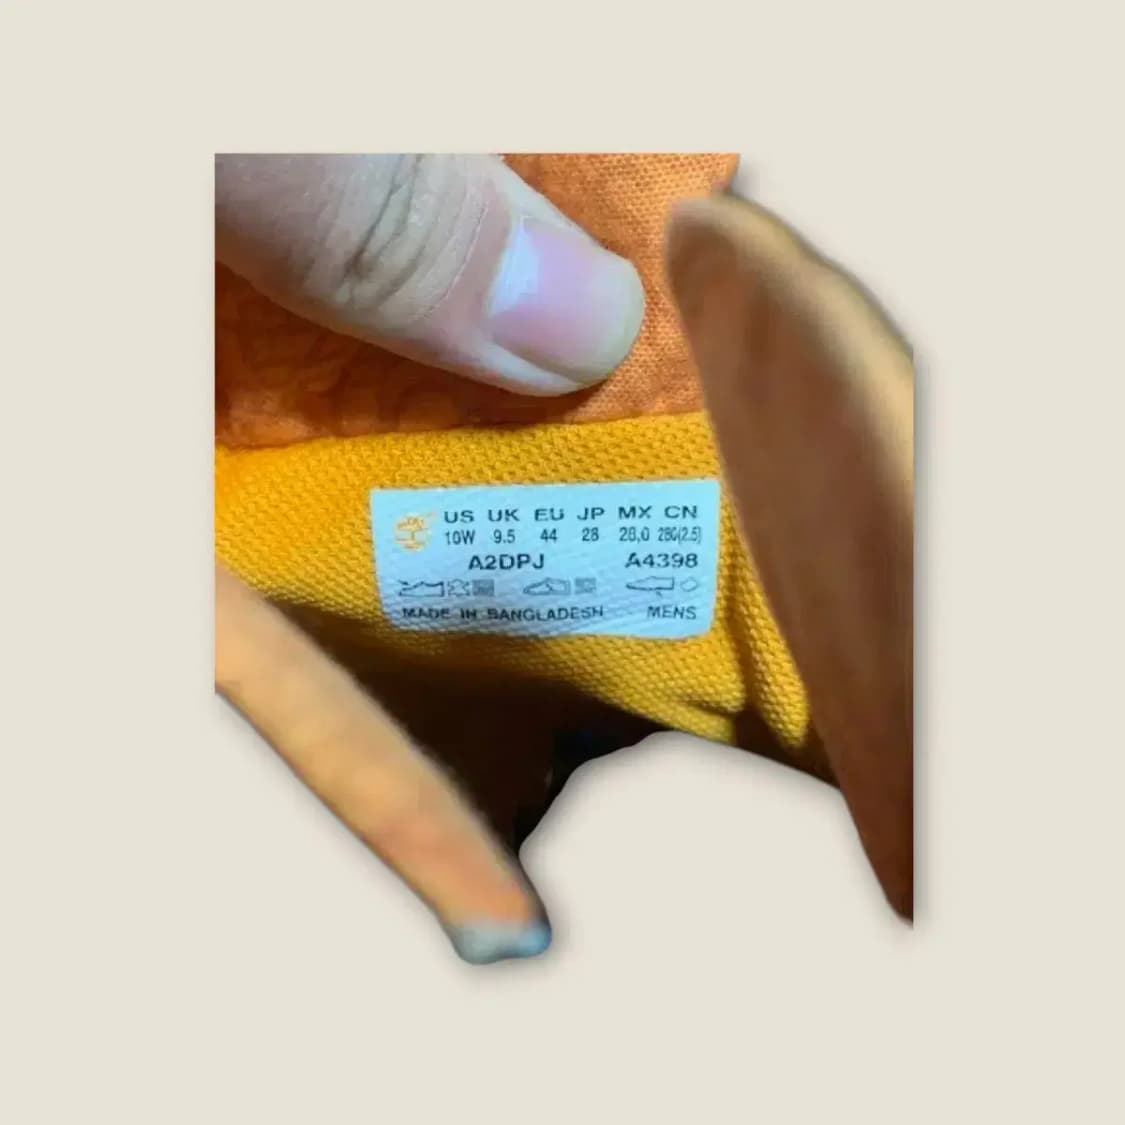 US UK EU JP MX CN
10W 9.5 44 28 28.0 280(2.5)
A2DPJ A4398
MADE IN BANGLADESH MENS